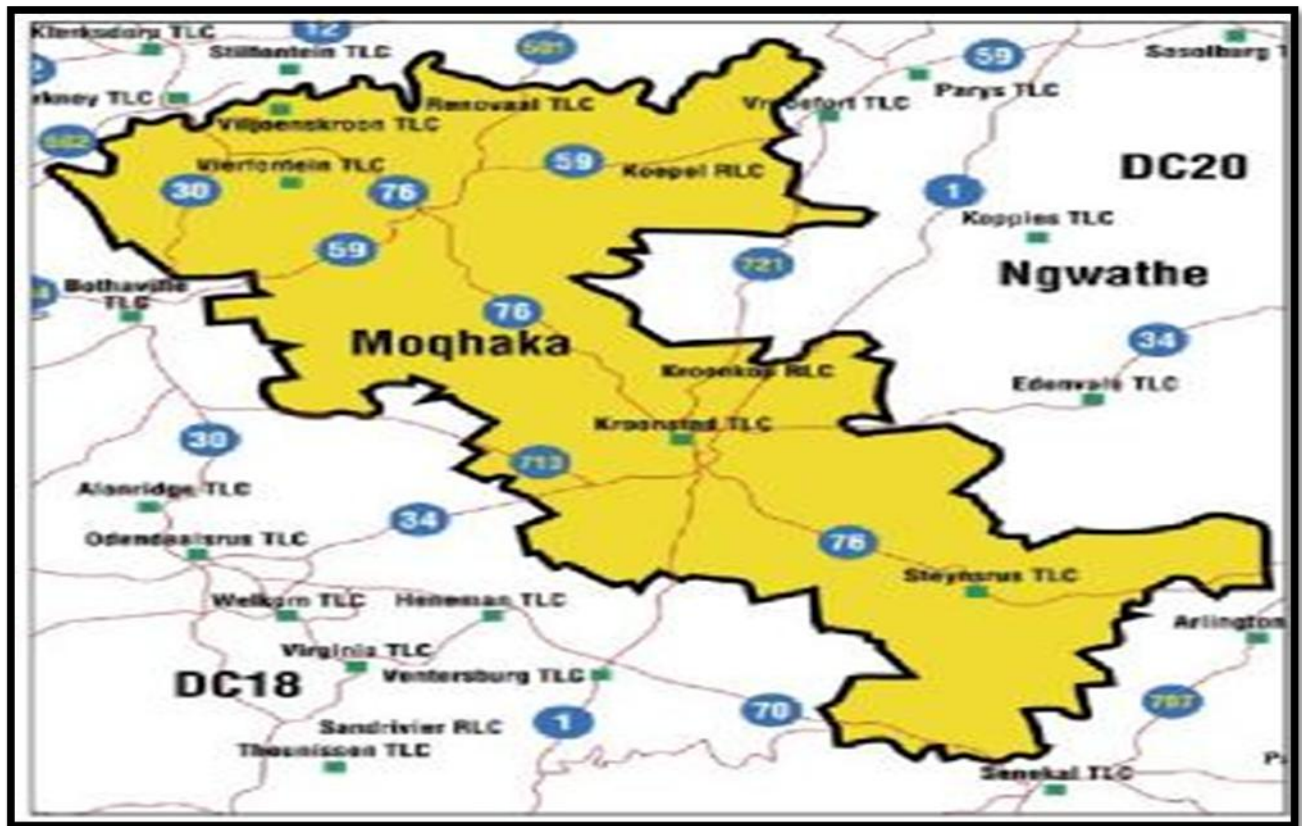 Klerksdorp TLC
12
Stilfontein TLC
501
59
Sasolburg T
rkney TLC
Parys TLC
Renovaal TLC
Vredefort TLC
Viljoenskroon TLC
Vierfontein TLC
59
Koepel RLC
DC20
30
76
1
Koppies TLC
59
721
Ngwathe
Bothaville
TLC
76
Moqhaka
34
Kroonkop RLC
Edenvale TLC
Kroonstad TLC
30
713
Alanridge TLC
34
Odendaalsrus TLC
76
Steynsrus TLC
Welkom TLC
Heneman TLC
Arlington
Virginia TLC
Ventersburg TLC
DC18
707
70
1
Sandrivier RLC
Theunissen TLC
Senekal TLC